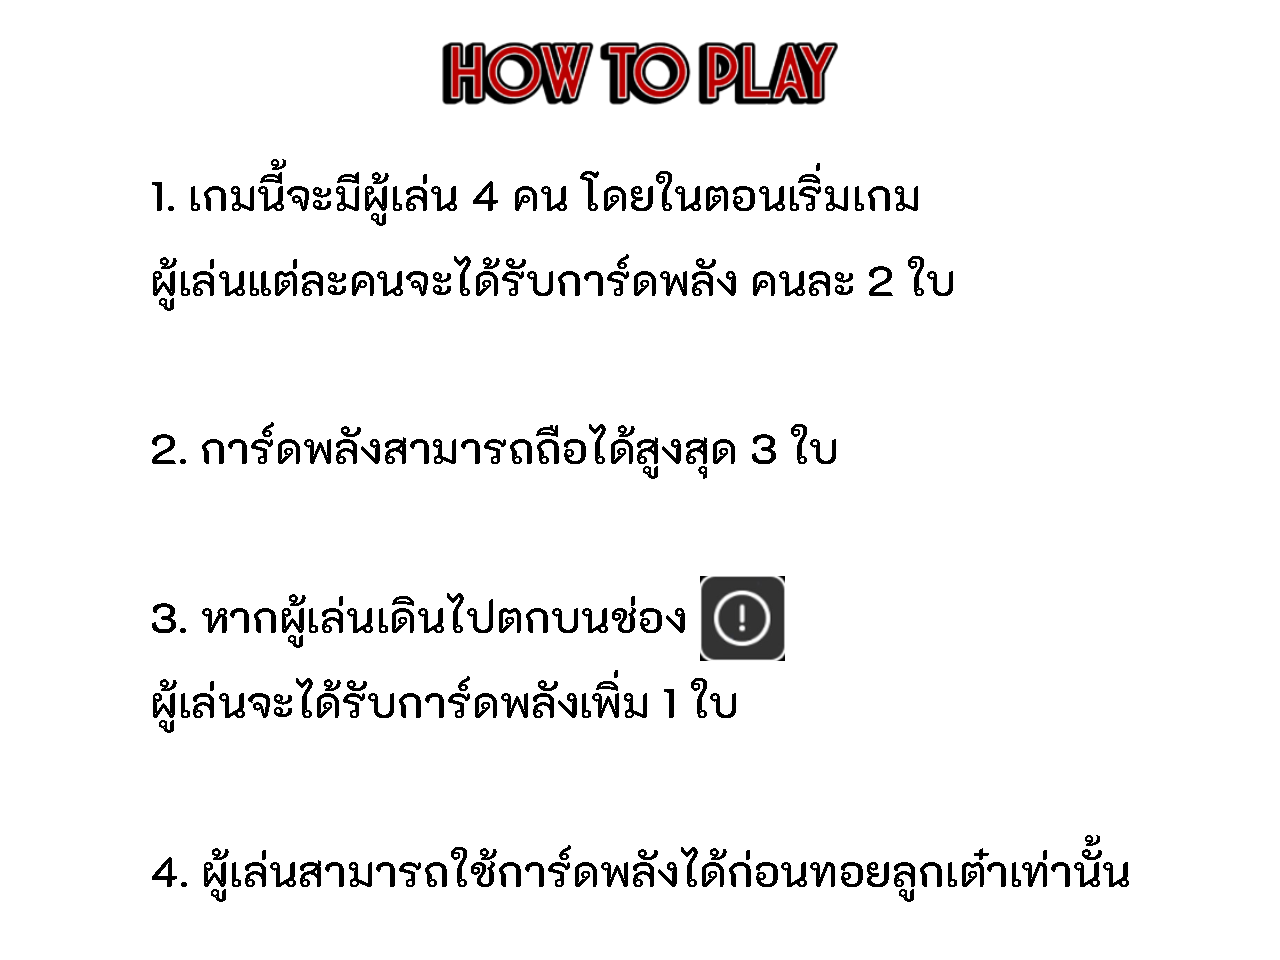 HOW TO PLAY
1. เกมนี้จะมีผู้เล่น 4 คน โดยในตอนเริ่มเกม
ผู้เล่นแต่ละคนจะได้รับการ์ดพลัง คนละ 2 ใบ
2. การ์ดพลังสามารถถือได้สูงสุด 3 ใบ
3. หากผู้เล่นเดินไปตกบนช่อง !
ผู้เล่นจะได้รับการ์ดพลังเพิ่ม 1 ใบ
4. ผู้เล่นสามารถใช้การ์ดพลังได้ก่อนทอยลูกเต๋าเท่านั้น